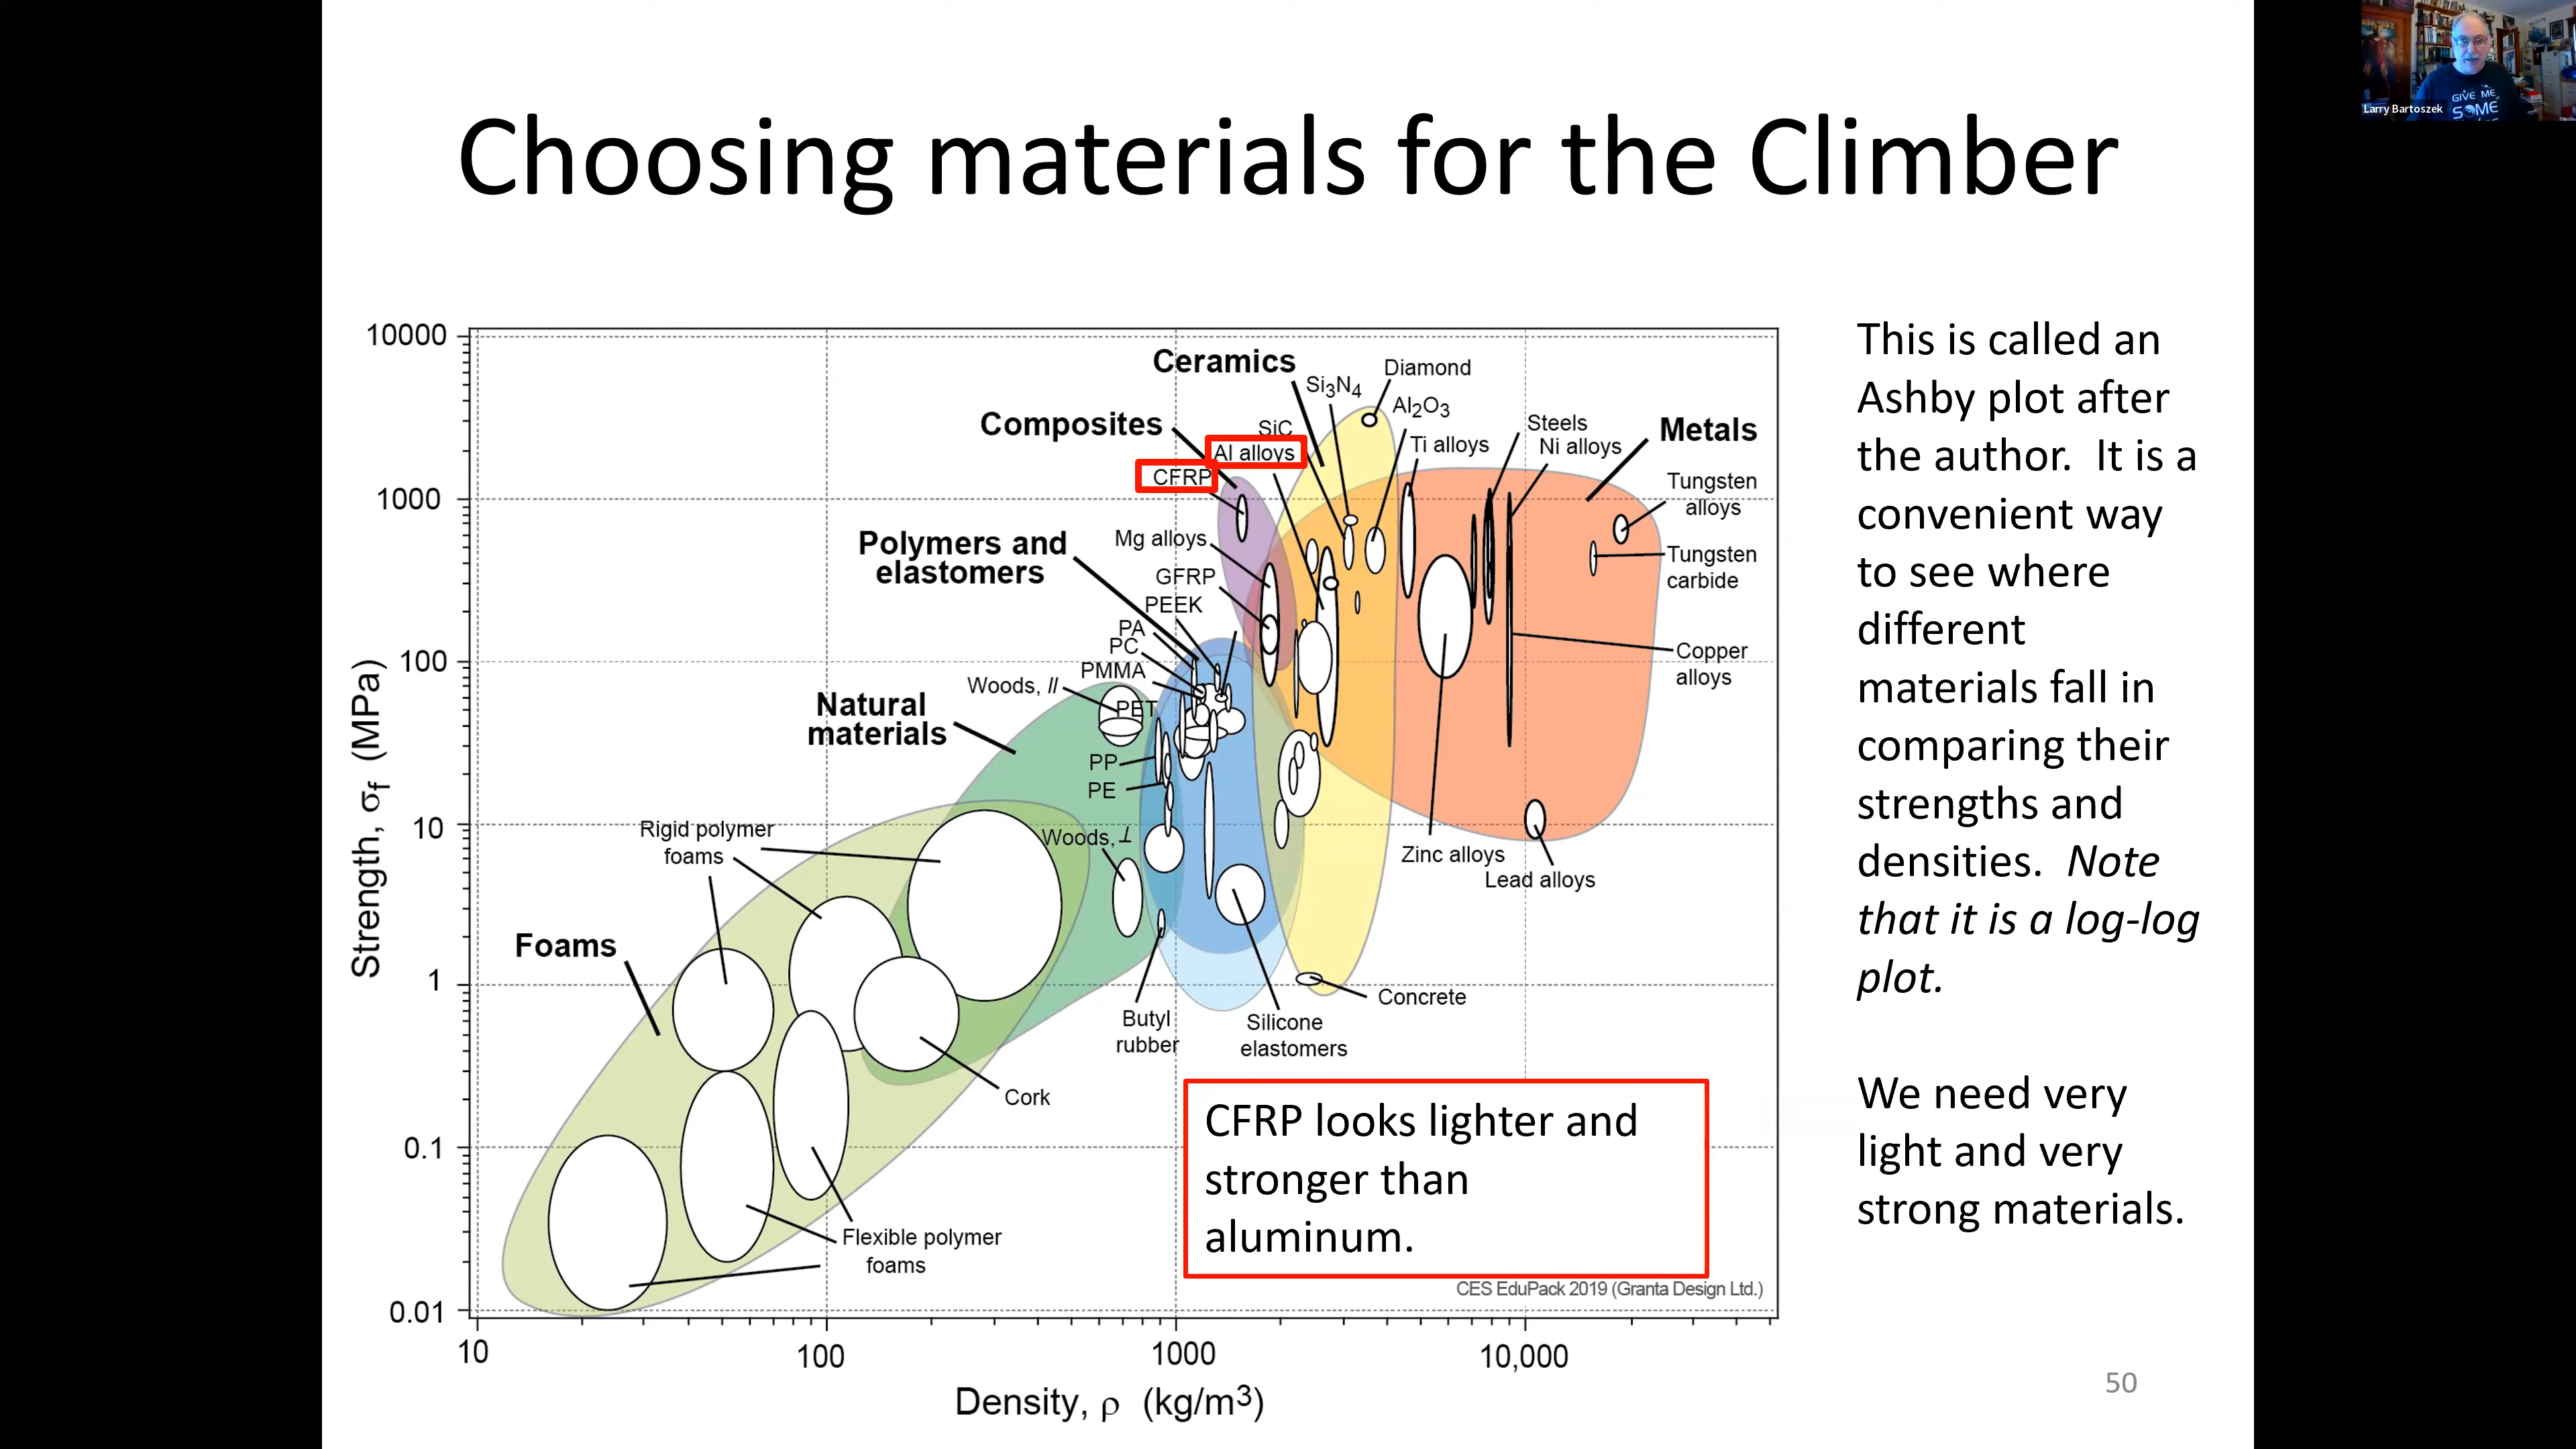 Larry Bartoszek
GIVE ME
SOME
Choosing materials for the Climber
10000
1000
100
10
1
0.1
0.01
Strength, σf (MPa)
10
100
1000
10,000
Density, ρ (kg/m3)
Ceramics
Diamond
Si3N4
Al2O3
Composites
SiC
Steels
Metals
Al alloys
Ti alloys
Ni alloys
CFRP
Tungsten
alloys
Polymers and
elastomers
Mg alloys
Tungsten
carbide
GFRP
PEEK
PA
PC
PMMA
Copper
alloys
Woods, //
PET
Natural
materials
PP
PE
Rigid polymer
foams
Woods, ⊥
Zinc alloys
Lead alloys
Foams
Concrete
Butyl
rubber
Silicone
elastomers
Cork
Flexible polymer
foams
CFRP looks lighter and
stronger than
aluminum.
CES EduPack 2019 (Granta Design Ltd.)
This is called an
Ashby plot after
the author. It is a
convenient way
to see where
different
materials fall in
comparing their
strengths and
densities. Note
that it is a log-log
plot.
We need very
light and very
strong materials.
50